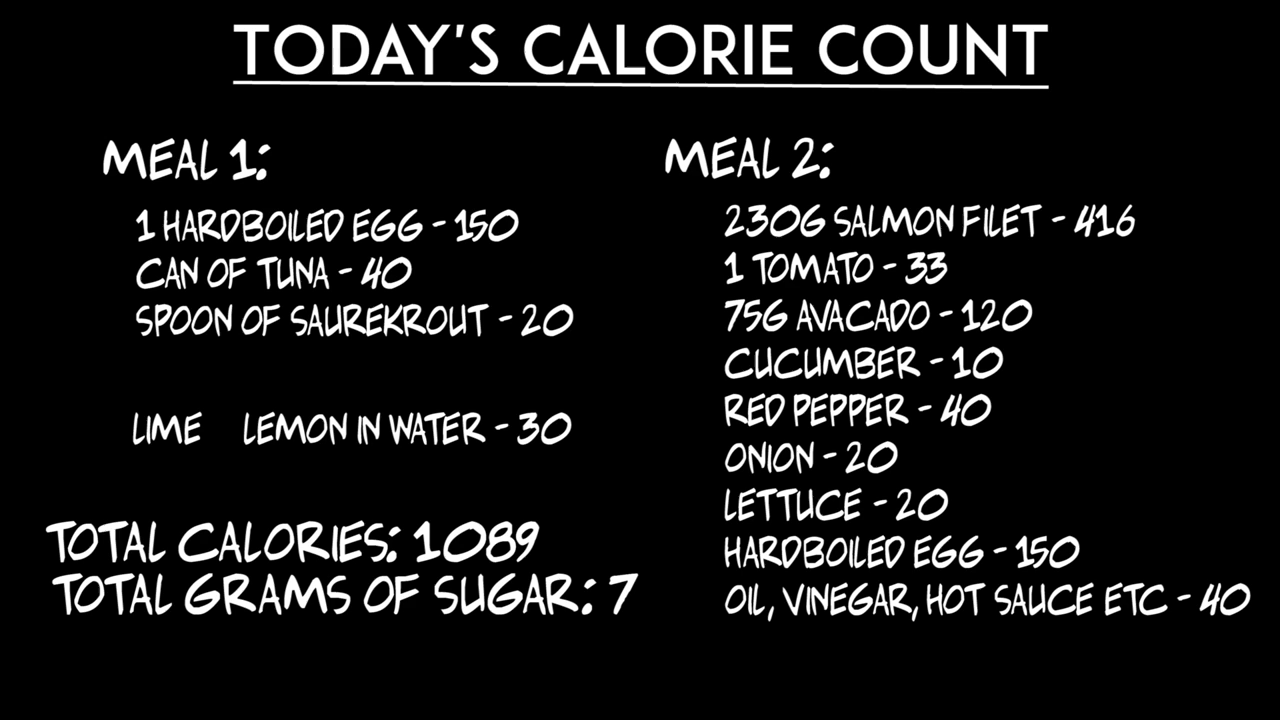 TODAY'S CALORIE COUNT
MEAL 1:
1 HARDBOILED EGG - 150
CAN OF TUNA - 40
SPOON OF SAUREKROUT - 20
LIME LEMON IN WATER - 30
TOTAL CALORIES: 1089
TOTAL GRAMS OF SUGAR: 7
MEAL 2:
230G SALMON FILET - 416
1 TOMATO - 33
75G AVACADO - 120
CUCUMBER - 10
RED PEPPER - 40
ONION - 20
LETTUCE - 20
HARDBOILED EGG - 150
OIL, VINEGAR, HOT SAUCE ETC - 40